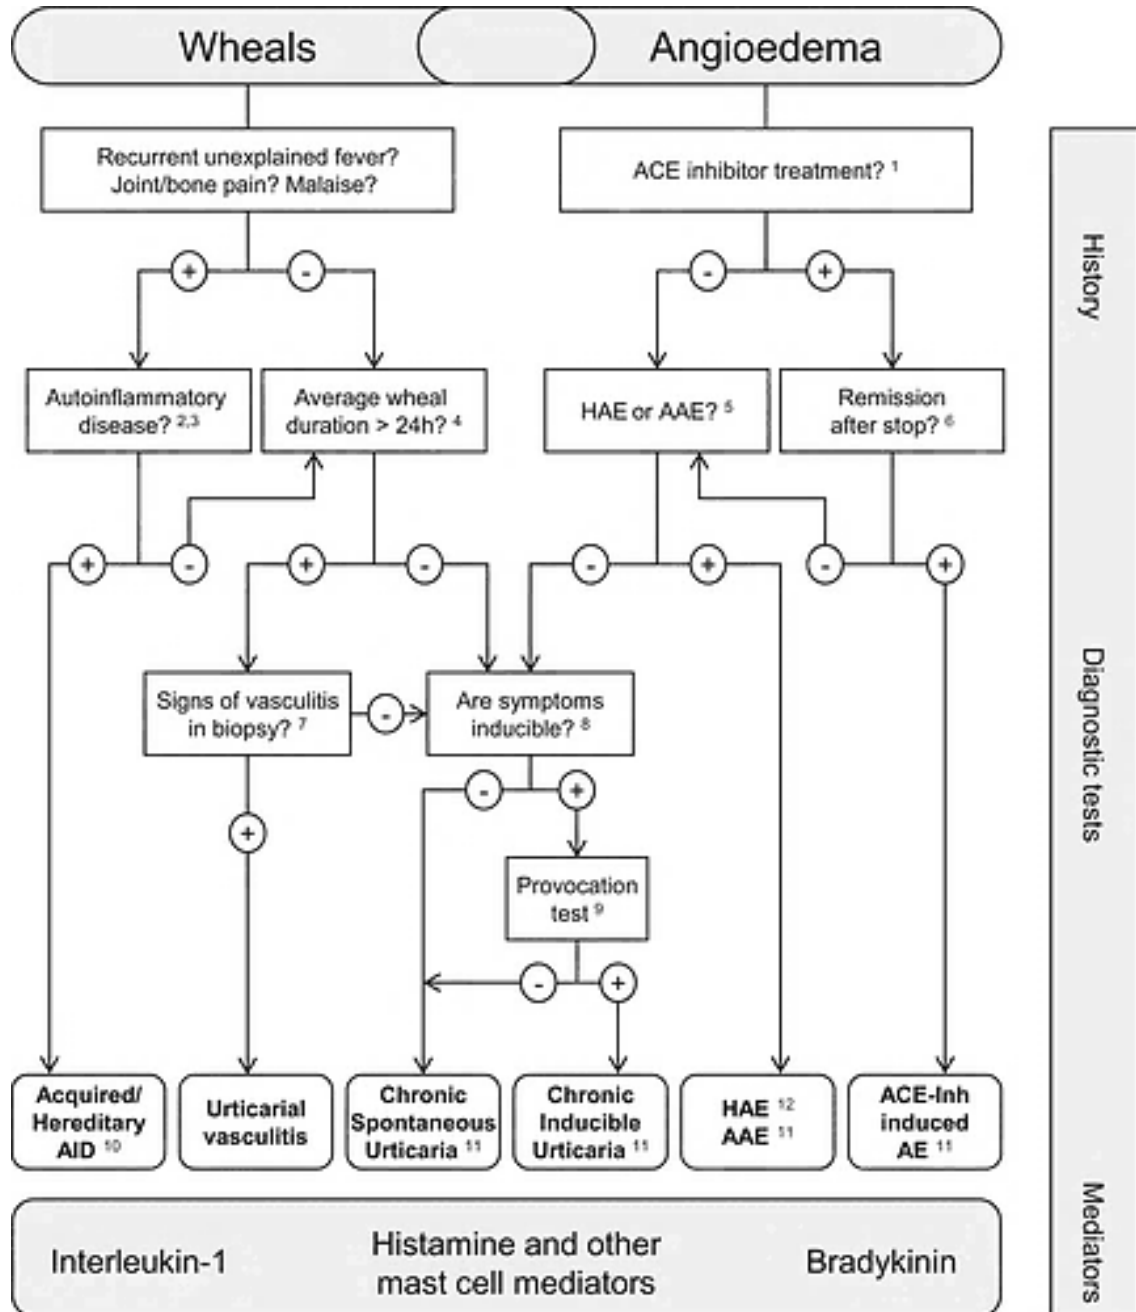 Wheals
Angioedema
Recurrent unexplained fever?
Joint/bone pain? Malaise?
ACE inhibitor treatment? 1
History
+
-
-
+
Autoinflammatory
disease? 2,3
Average wheal
duration > 24h? 4
HAE or AAE? 5
Remission
after stop? 6
+
-
+
-
-
+
-
+
Signs of vasculitis
in biopsy? 7
-
Are symptoms
inducible? 8
Diagnostic tests
-
+
+
Provocation
test 9
-
+
Acquired/
Hereditary
AID 10
Urticarial
vasculitis
Chronic
Spontaneous
Urticaria 11
Chronic
Inducible
Urticaria 11
HAE 12
AAE 11
ACE-Inh
induced
AE 11
Interleukin-1
Histamine and other
mast cell mediators
Bradykinin
Mediators